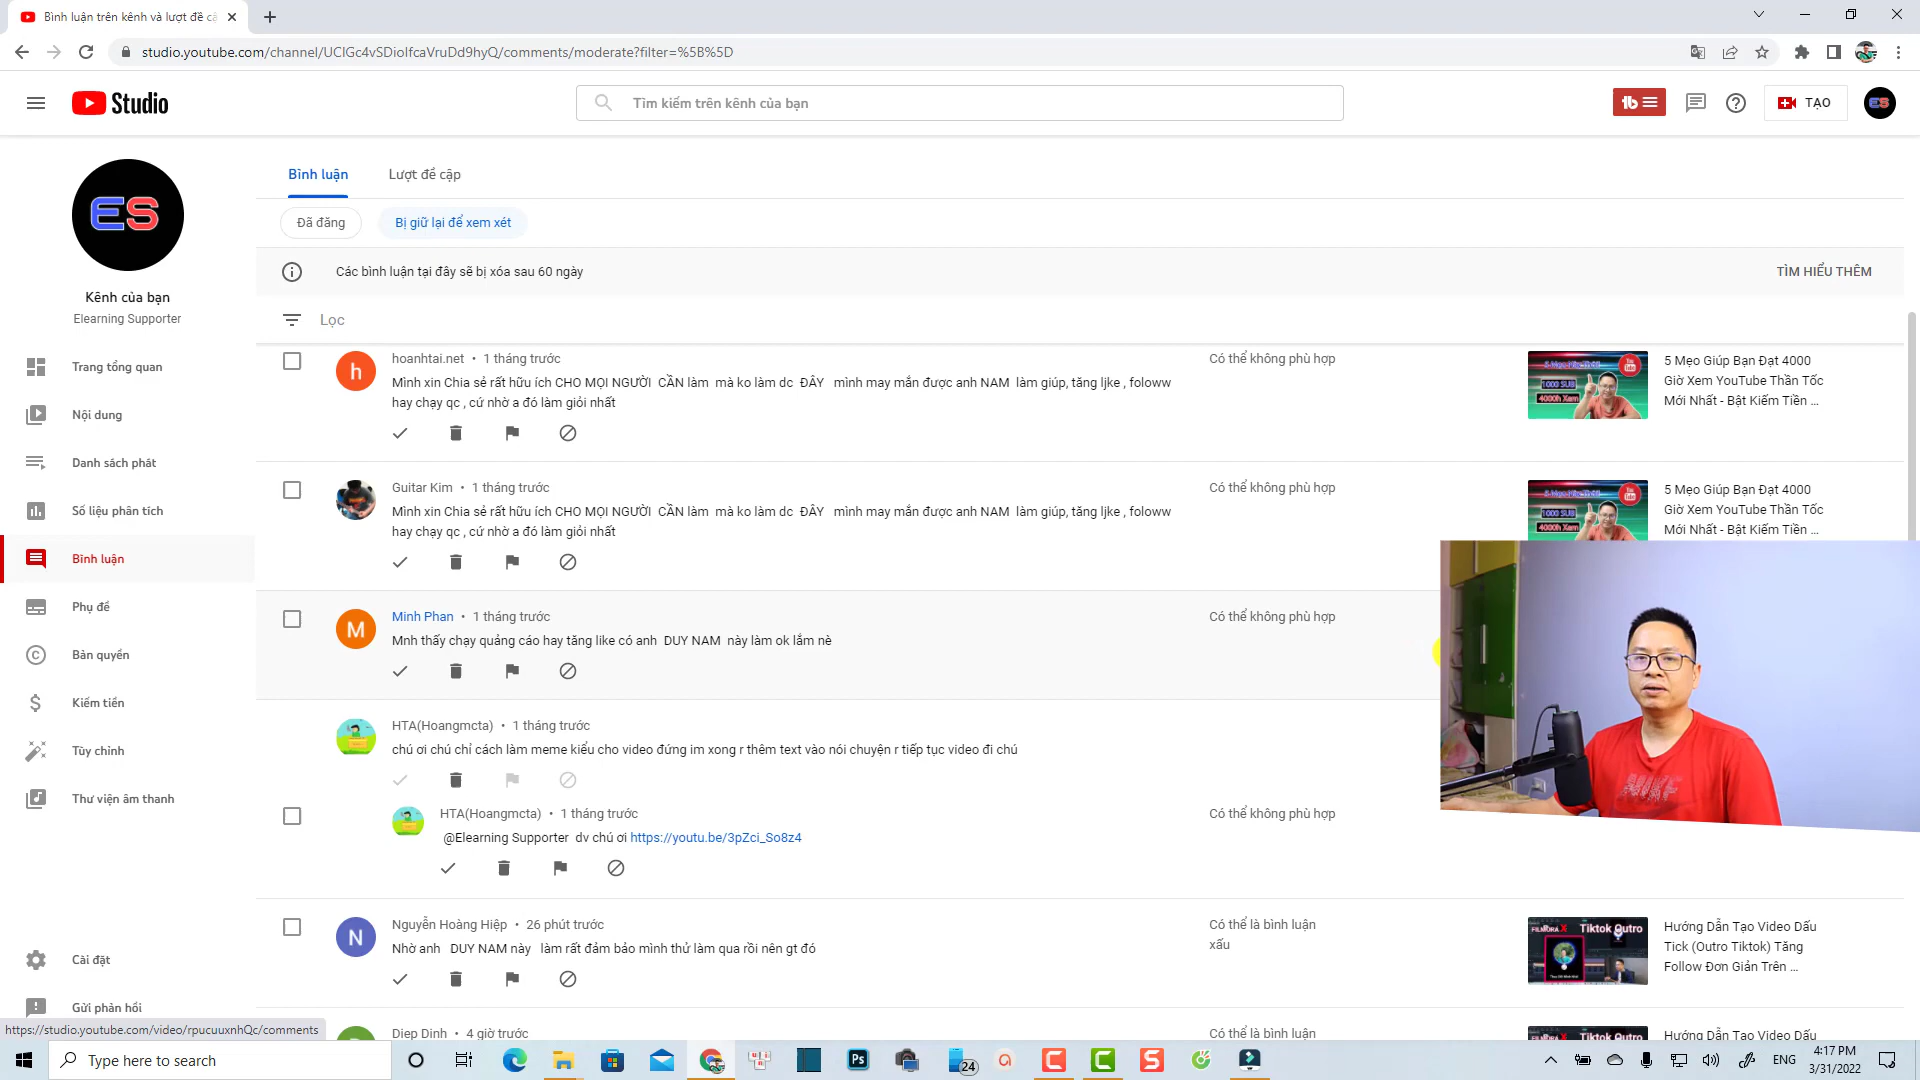 Bình luận trên kênh và lượt đề cậ
studio.youtube.com/channel/UCIGc4vSDioIfcaVruDd9hyQ/comments/moderate?filter=%5B%5D
Studio
Tìm kiếm trên kênh của bạn
TẠO
ES
ES
Kênh của bạn
Elearning Supporter
Trang tổng quan
Nội dung
Danh sách phát
Số liệu phân tích
Bình luận
Phụ đề
Bản quyền
Kiếm tiền
Tùy chỉnh
Thư viện âm thanh
Cài đặt
Gửi phản hồi
Bình luận
Lượt đề cập
Đã đăng
Bị giữ lại để xem xét
Các bình luận tại đây sẽ bị xóa sau 60 ngày
TÌM HIỂU THÊM
Lọc
h
hoanhtai.net • 1 tháng trước
Mình xin Chia sẻ rất hữu ích CHO MỌI NGƯỜI CẦN làm mà ko làm dc ĐÂY mình may mắn được anh NAM làm giúp, tăng ljke , foloww
hay chạy qc , cứ nhờ a đó làm giỏi nhất
Có thể không phù hợp
1000 SUB
4000h Xem
5 Mẹo Giúp Bạn Đạt 4000
Giờ Xem YouTube Thần Tốc
Mới Nhất - Bật Kiếm Tiền ...
Guitar Kim • 1 tháng trước
Mình xin Chia sẻ rất hữu ích CHO MỌI NGƯỜI CẦN làm mà ko làm dc ĐÂY mình may mắn được anh NAM làm giúp, tăng ljke , foloww
hay chạy qc , cứ nhờ a đó làm giỏi nhất
Có thể không phù hợp
1000 SUB
4000h Xem
5 Mẹo Giúp Bạn Đạt 4000
Giờ Xem YouTube Thần Tốc
Mới Nhất - Bật Kiếm Tiền ...
M
Minh Phan • 1 tháng trước
Mnh thấy chạy quảng cáo hay tăng like có anh DUY NAM này làm ok lắm nè
Có thể không phù hợp
HTA(Hoangmcta) • 1 tháng trước
chú ơi chú chỉ cách làm meme kiểu cho video đứng im xong r thêm text vào nói chuyện r tiếp tục video đi chú
HTA(Hoangmcta) • 1 tháng trước
@Elearning Supporter dv chú ơi https://youtu.be/3pZci_So8z4
Có thể không phù hợp
N
Nguyễn Hoàng Hiệp • 26 phút trước
Nhờ anh DUY NAM này làm rất đảm bảo mình thử làm qua rồi nên gt đó
Có thể là bình luận
xấu
FILMORA X
Tiktok Outro
Hướng Dẫn Tạo Video Dấu
Tick (Outro Tiktok) Tăng
Follow Đơn Giản Trên ...
Diep Dinh • 4 giờ trước
Có thể là bình luận
Hướng Dẫn Tạo Video Dấu
https://studio.youtube.com/video/rpucuuxnhQc/comments
Type here to search
Ps
24
ENG
4:17 PM
3/31/2022